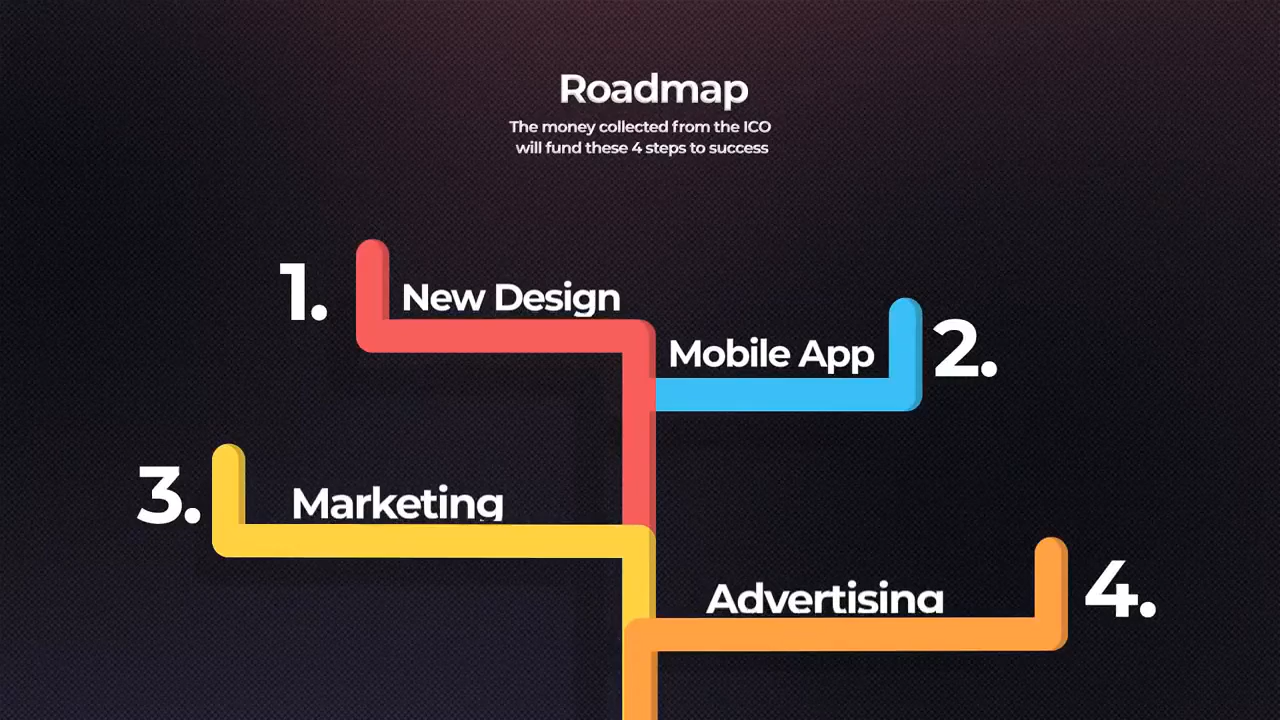 Roadmap
The money collected from the ICO
will fund these 4 steps to success
1. New Design
Mobile App 2.
3. Marketing
Advertising 4.